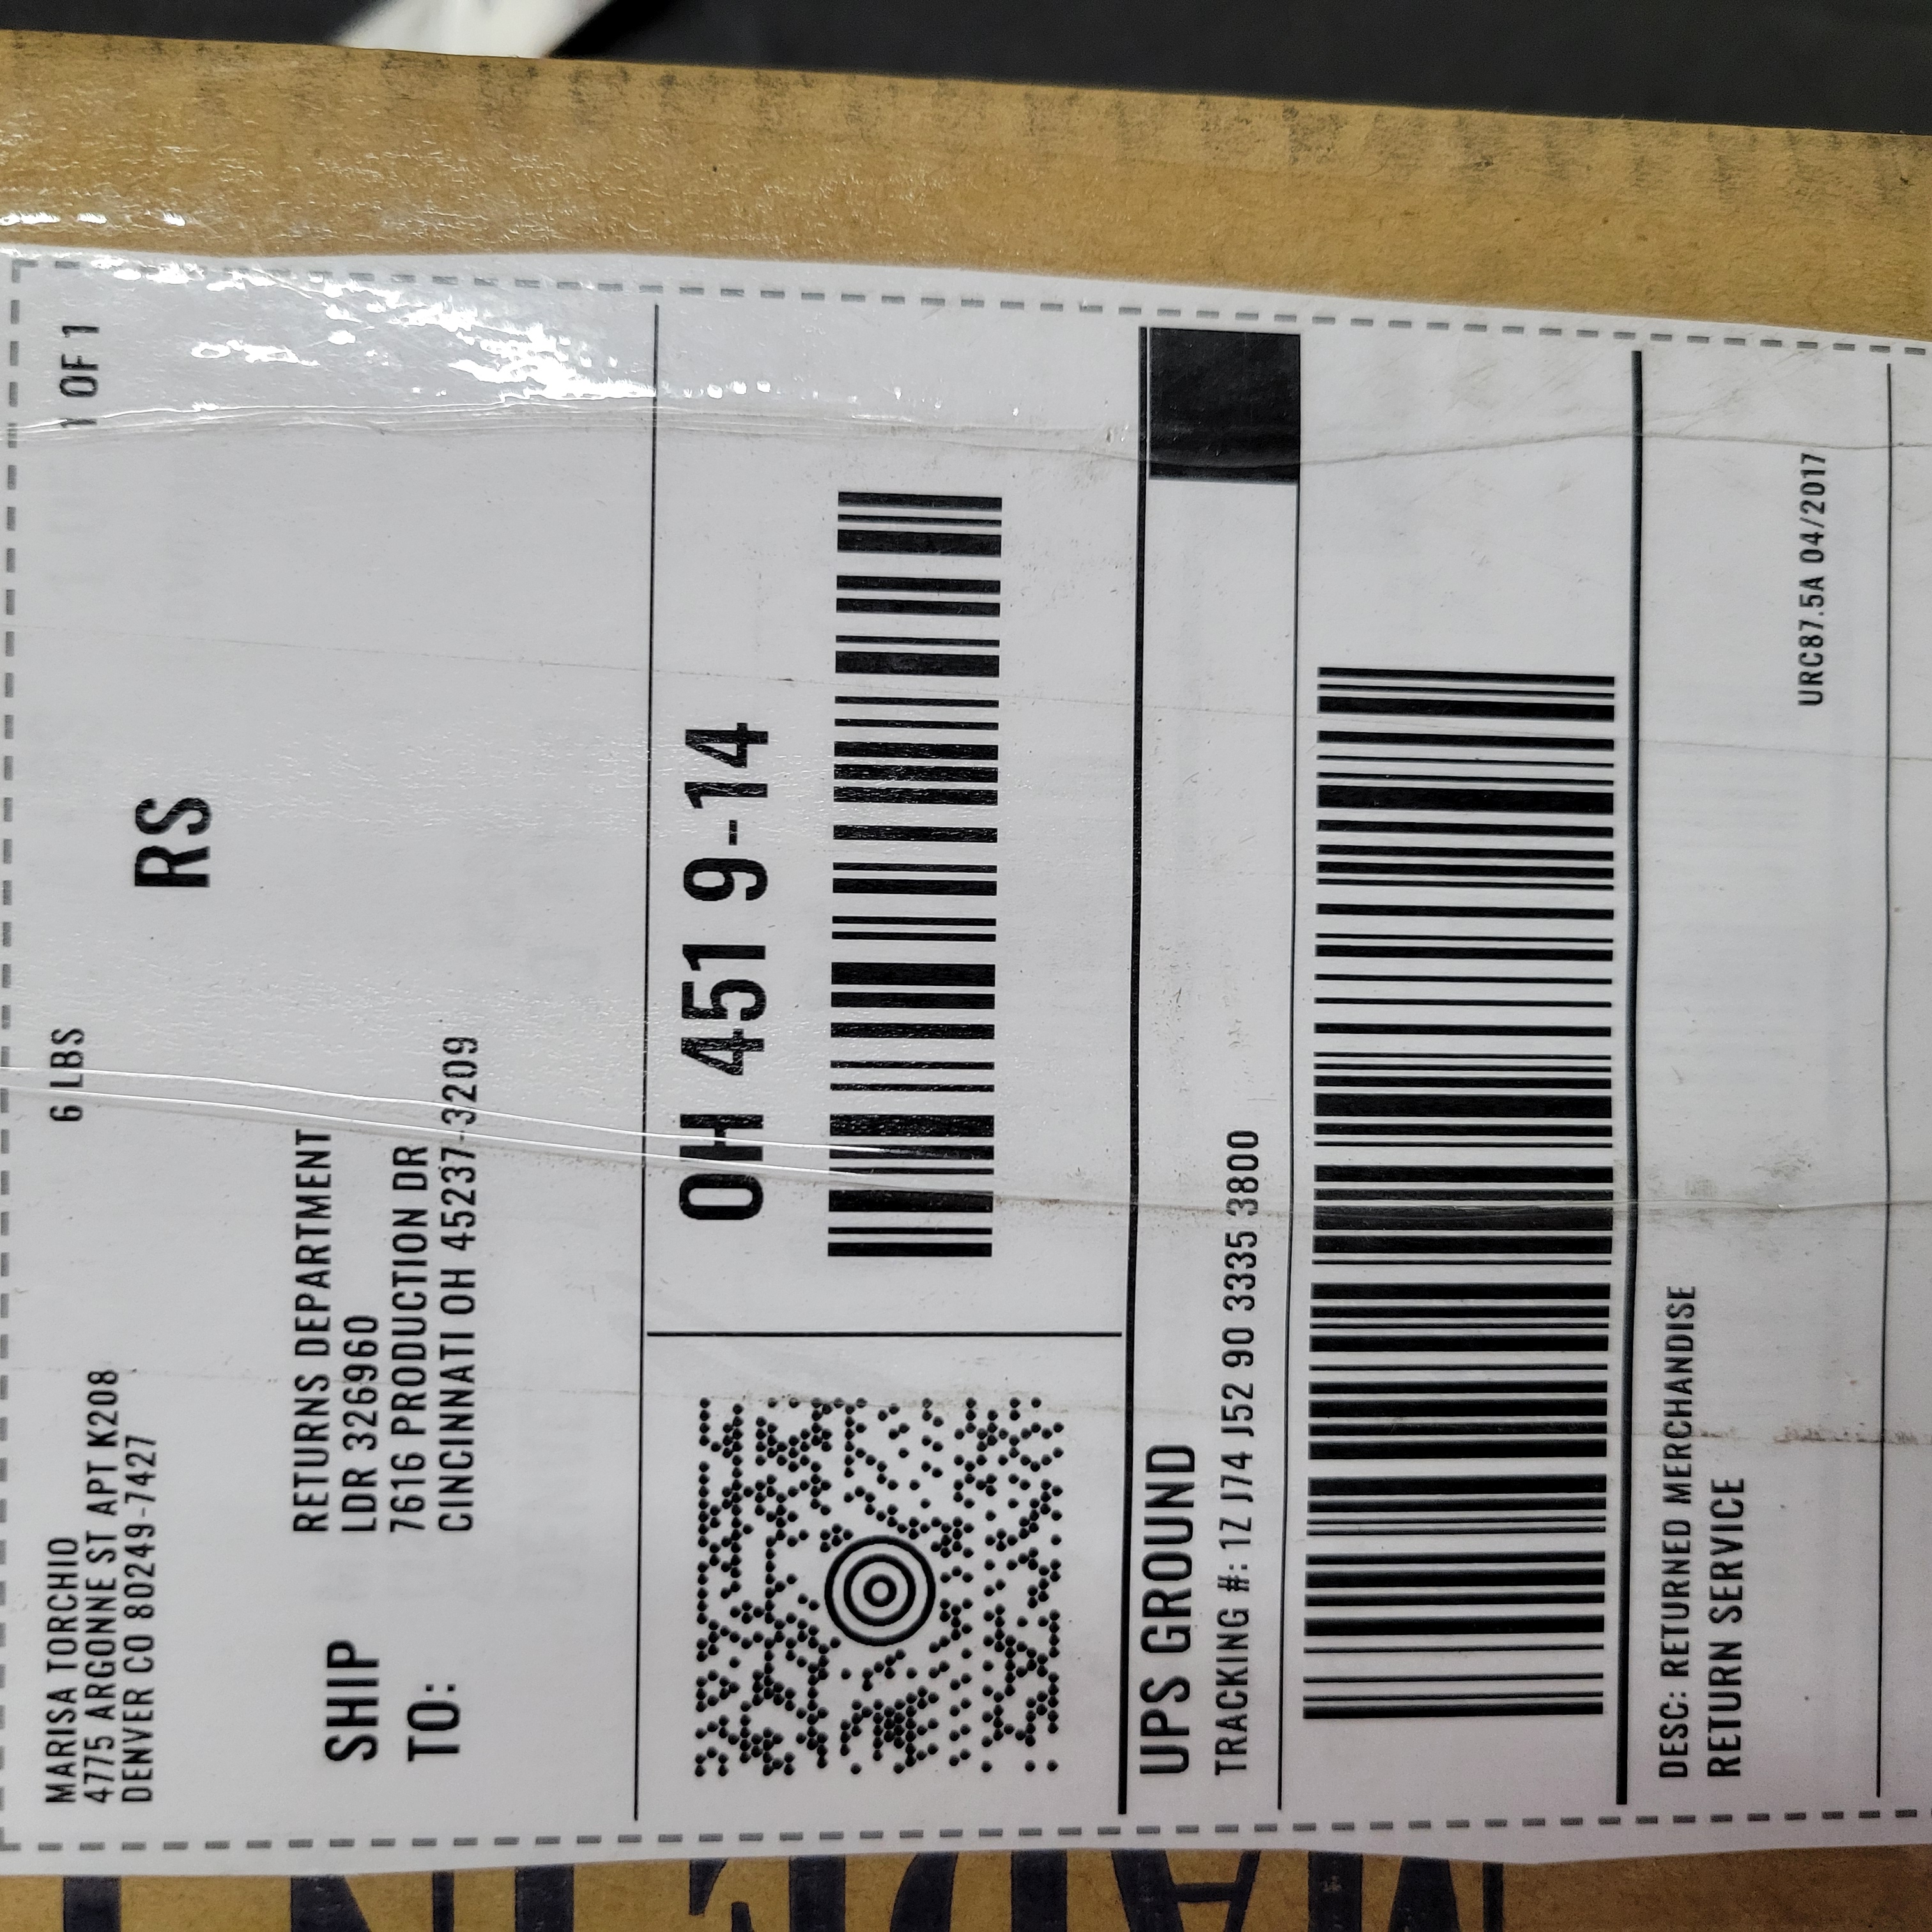 MARISA TORCHIO
4775 ARGONNE ST APT K208
DENVER CO 80249-7427
6 LBS
1 OF 1
RS
SHIP
TO:
RETURNS DEPARTMENT
LDR 326960
7616 PRODUCTION DR
CINCINNATI OH 45237-3209
OH 451 9-14
UPS GROUND
TRACKING #: 1Z J74 J52 90 3335 3800
DESC: RETURNED MERCHANDISE
RETURN SERVICE
URC87.5A 04/2017